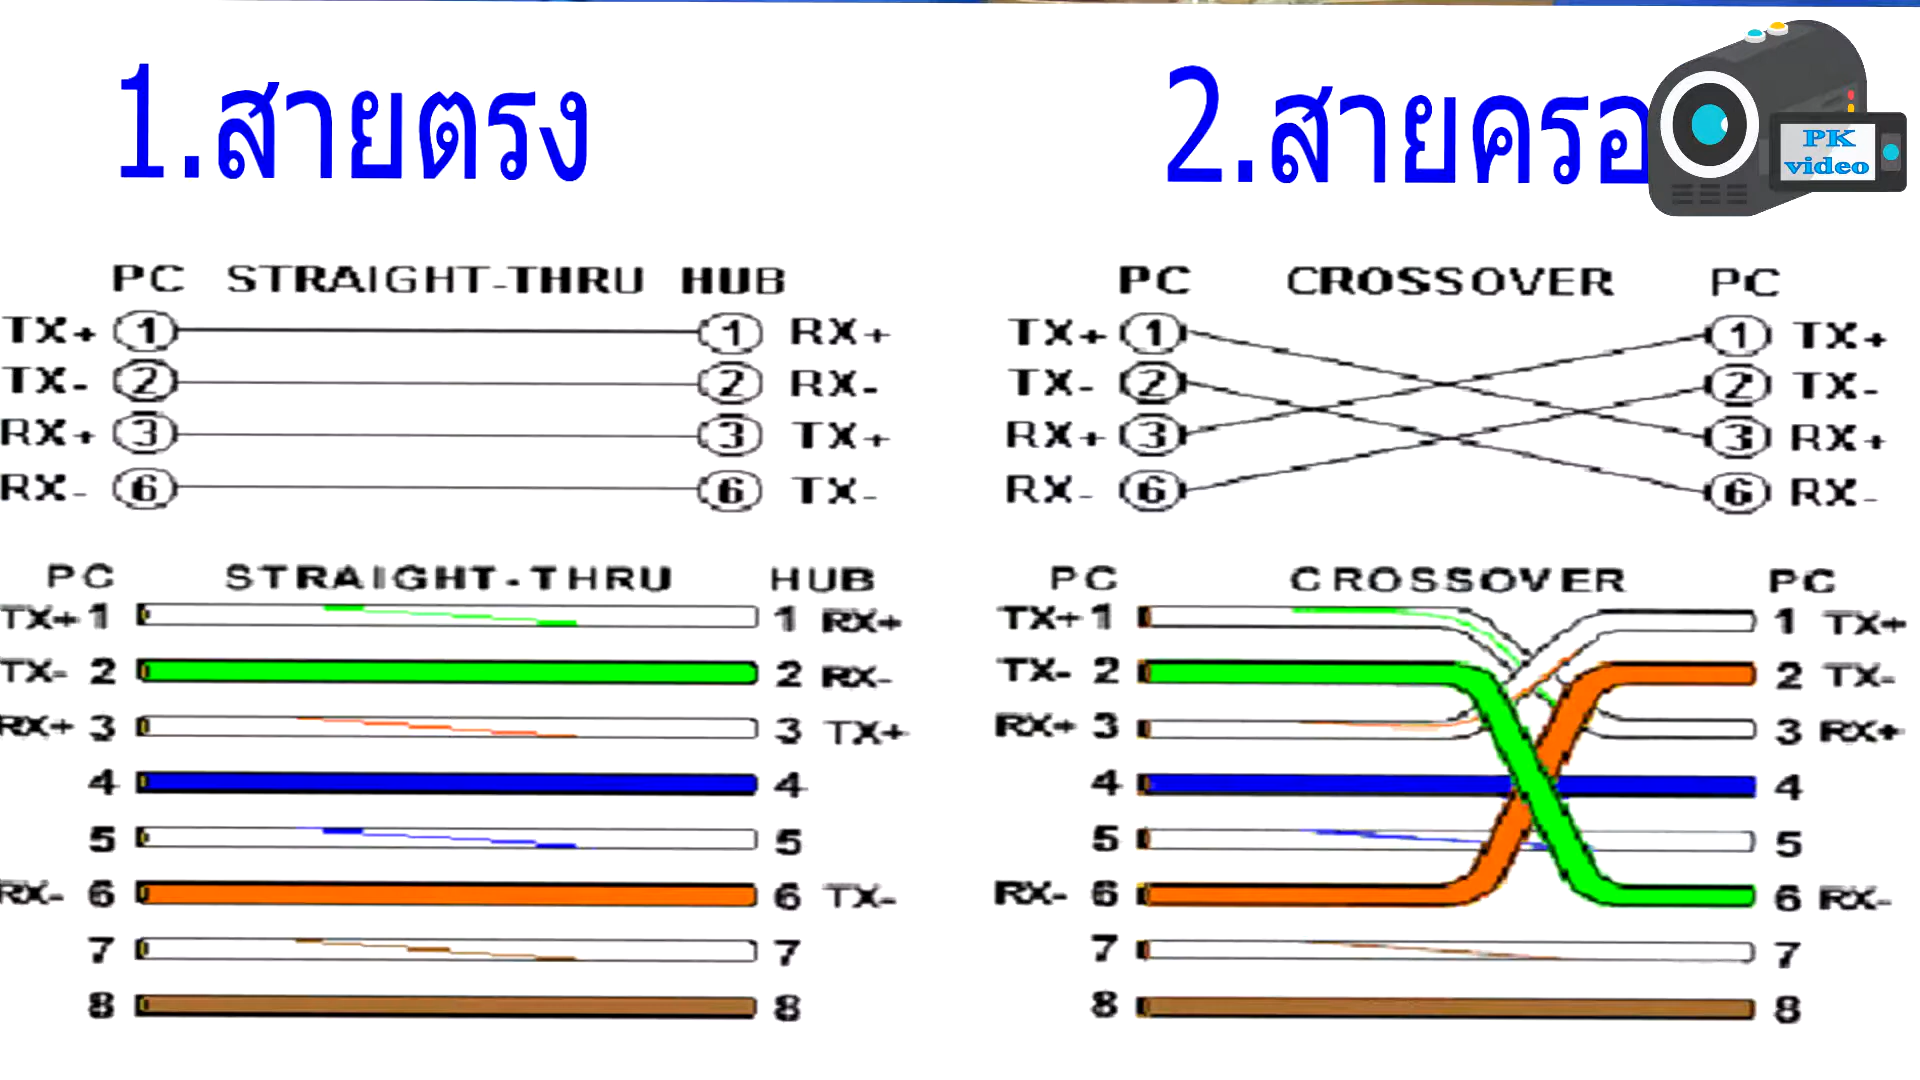 1.สายตรง
2.สายครอ
PK
video
PC STRAIGHT-THRU HUB
TX+ 1 1 RX+
TX- 2 2 RX-
RX+ 3 3 TX+
RX- 6 6 TX-
PC CROSSOVER PC
TX+ 1 1 TX+
TX- 2 2 TX-
RX+ 3 3 RX+
RX- 6 6 RX-
PC STRAIGHT-THRU HUB
TX+ 1 1 RX+
TX- 2 2 RX-
RX+ 3 3 TX+
4 4
5 5
RX- 6 6 TX-
7 7
8 8
PC CROSSOVER PC
TX+ 1 1 TX+
TX- 2 2 TX-
RX+ 3 3 RX+
4 4
5 5
RX- 6 6 RX-
7 7
8 8